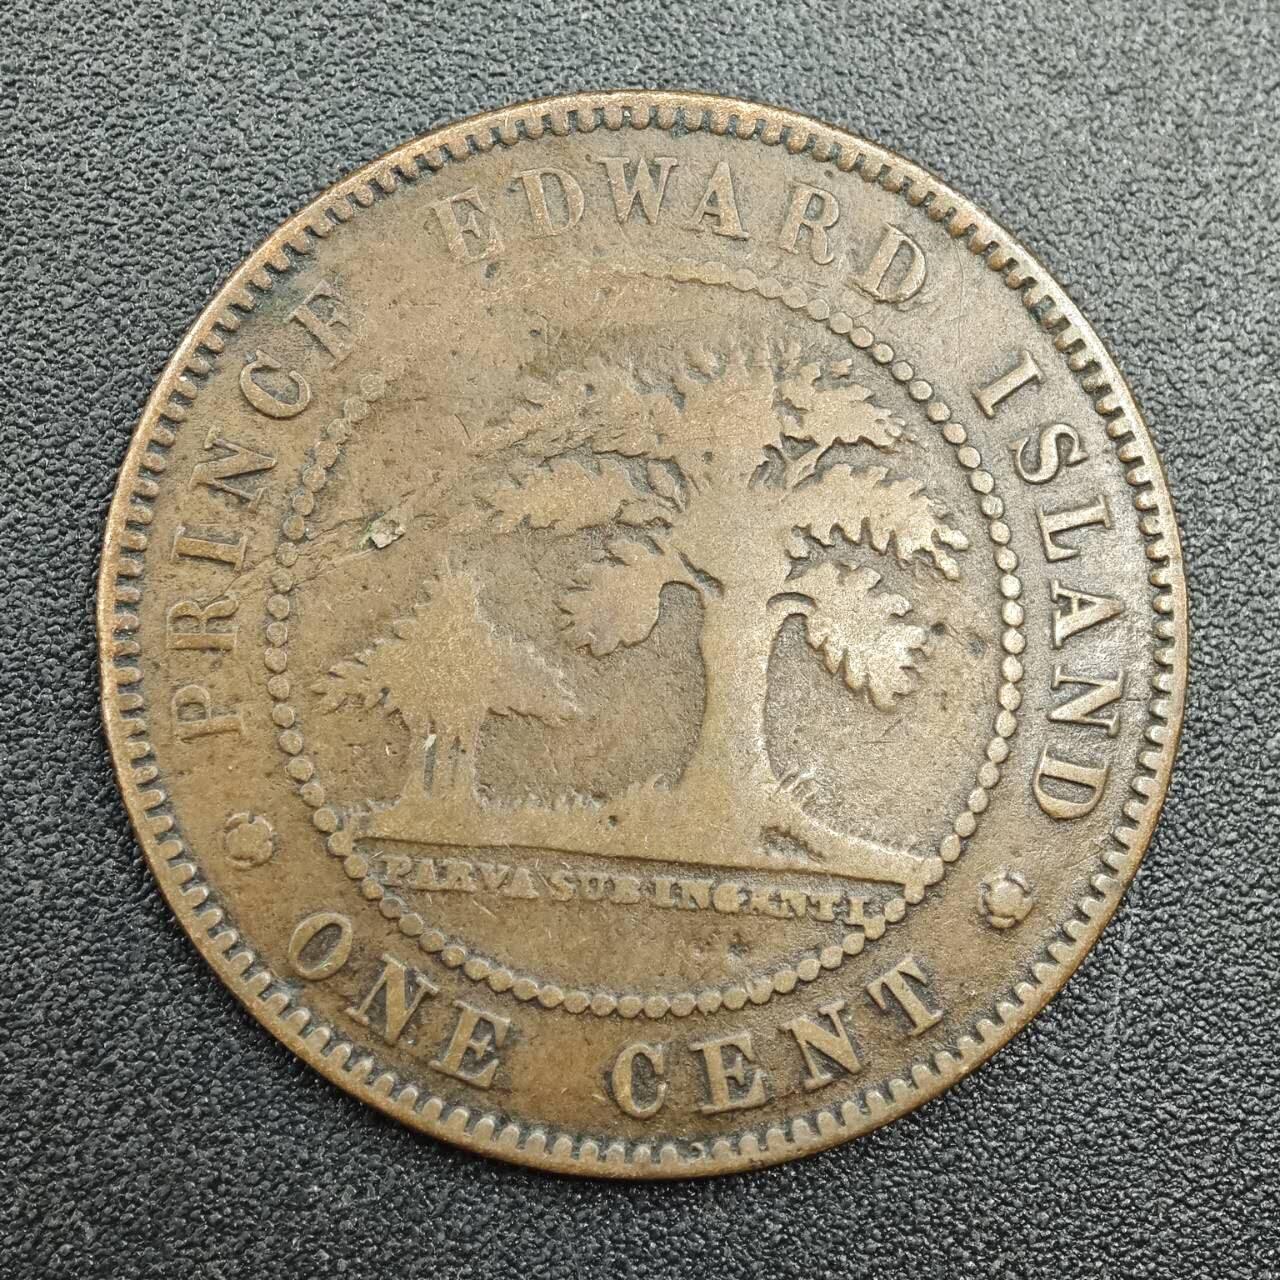 PRINCE EDWARD ISLAND
PARVA SUB INGENTI
ONE CENT